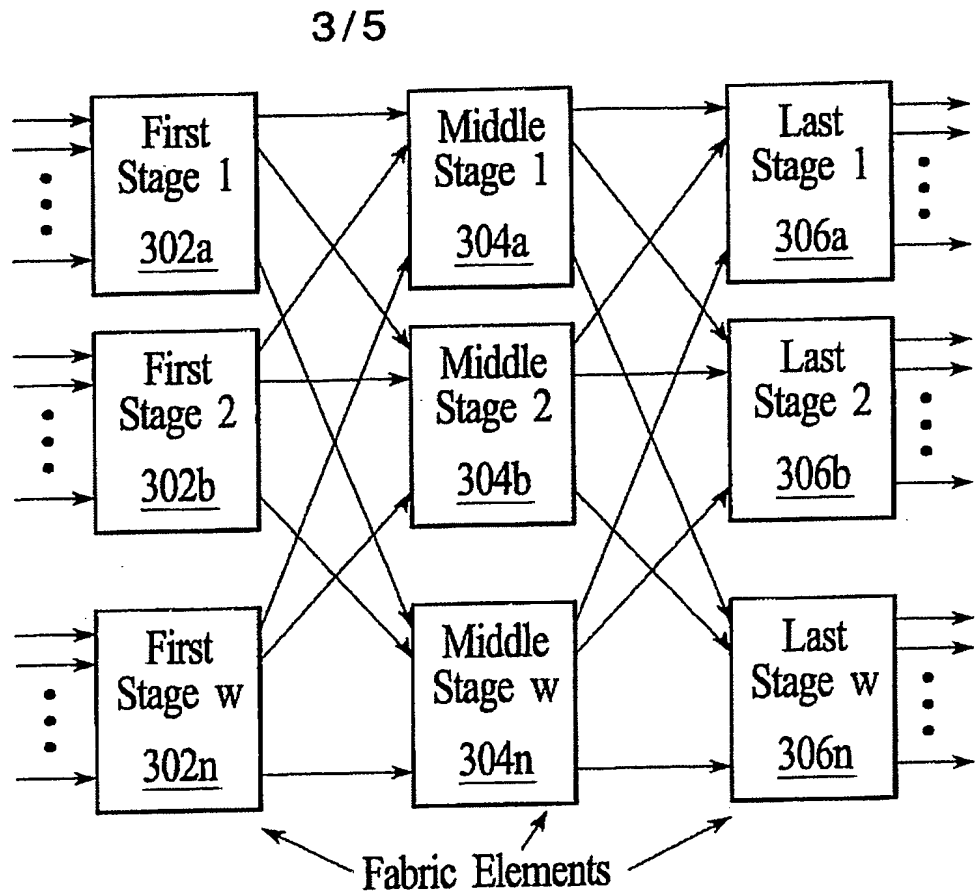 3/5
First
Stage 1
302a
Middle
Stage 1
304a
Last
Stage 1
306a
First
Stage 2
302b
Middle
Stage 2
304b
Last
Stage 2
306b
First
Stage w
302n
Middle
Stage w
304n
Last
Stage w
306n
Fabric Elements